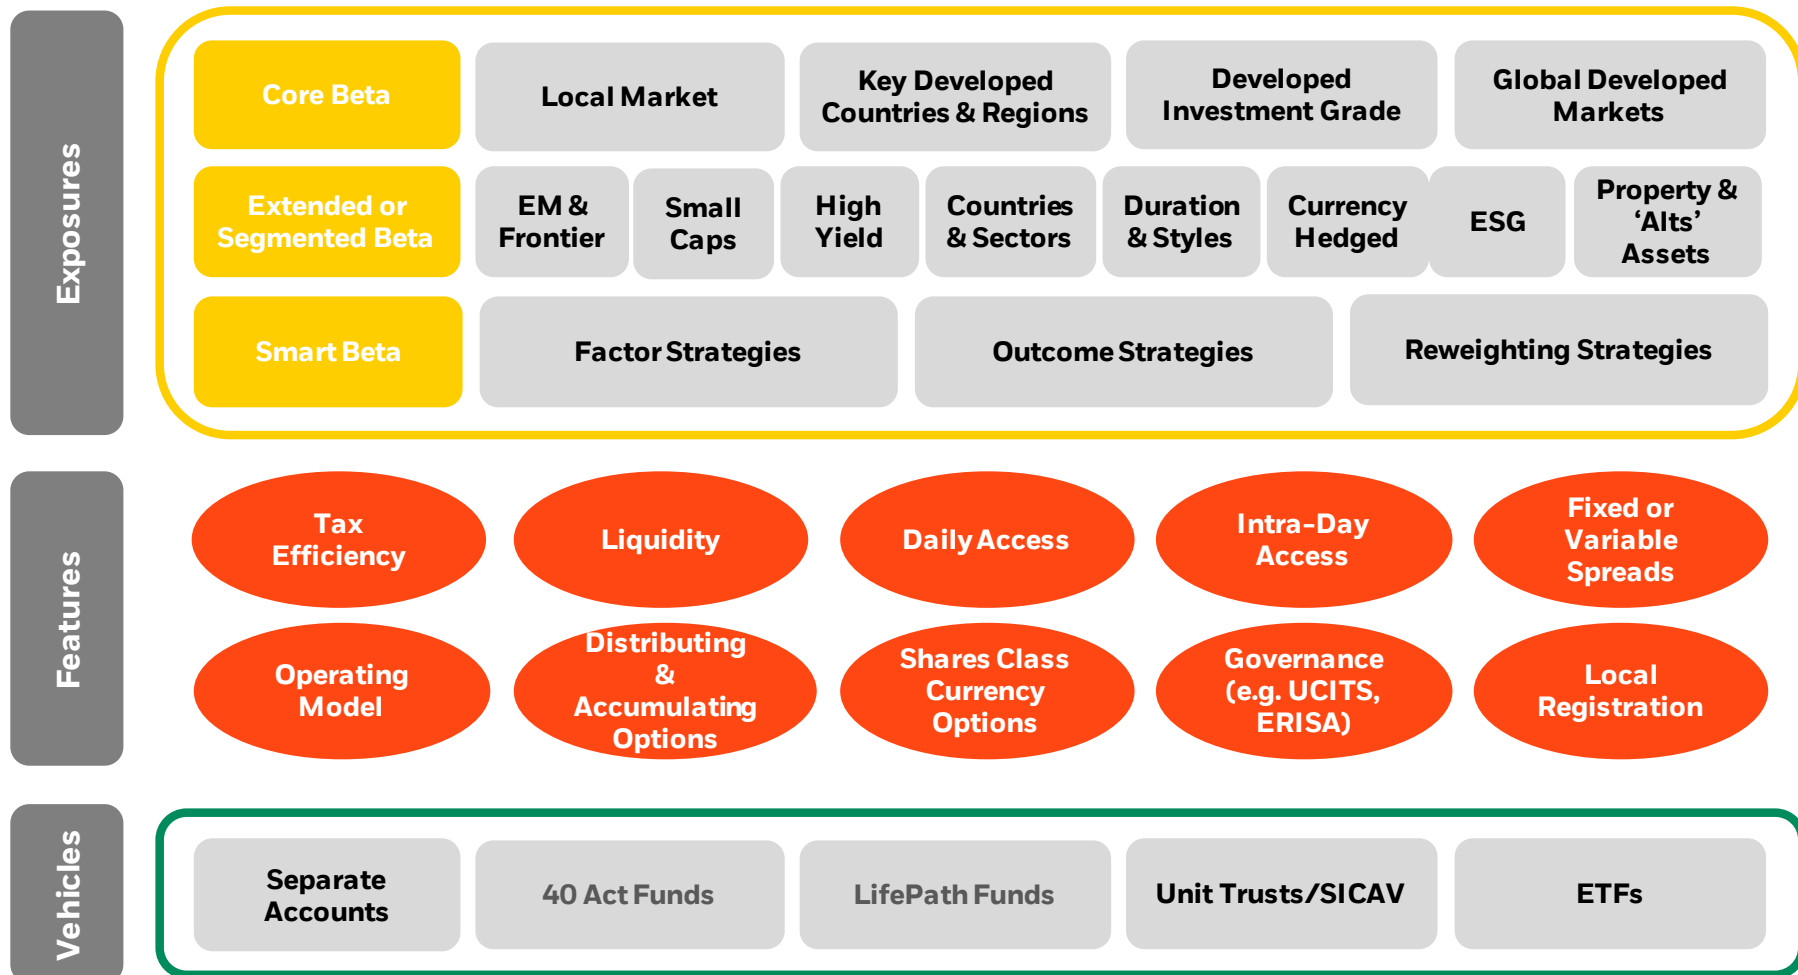 Exposures
Core Beta
Local Market
Key Developed
Countries & Regions
Developed
Investment Grade
Global Developed
Markets
Extended or
Segmented Beta
EM &
Frontier
Small
Caps
High
Yield
Countries
& Sectors
Duration
& Styles
Currency
Hedged
ESG
Property &
‘Alts’
Assets
Smart Beta
Factor Strategies
Outcome Strategies
Reweighting Strategies
Features
Tax
Efficiency
Liquidity
Daily Access
Intra-Day
Access
Fixed or
Variable
Spreads
Operating
Model
Distributing
&
Accumulating
Options
Shares Class
Currency
Options
Governance
(e.g. UCITS,
ERISA)
Local
Registration
Vehicles
Separate
Accounts
40 Act Funds
LifePath Funds
Unit Trusts/SICAV
ETFs